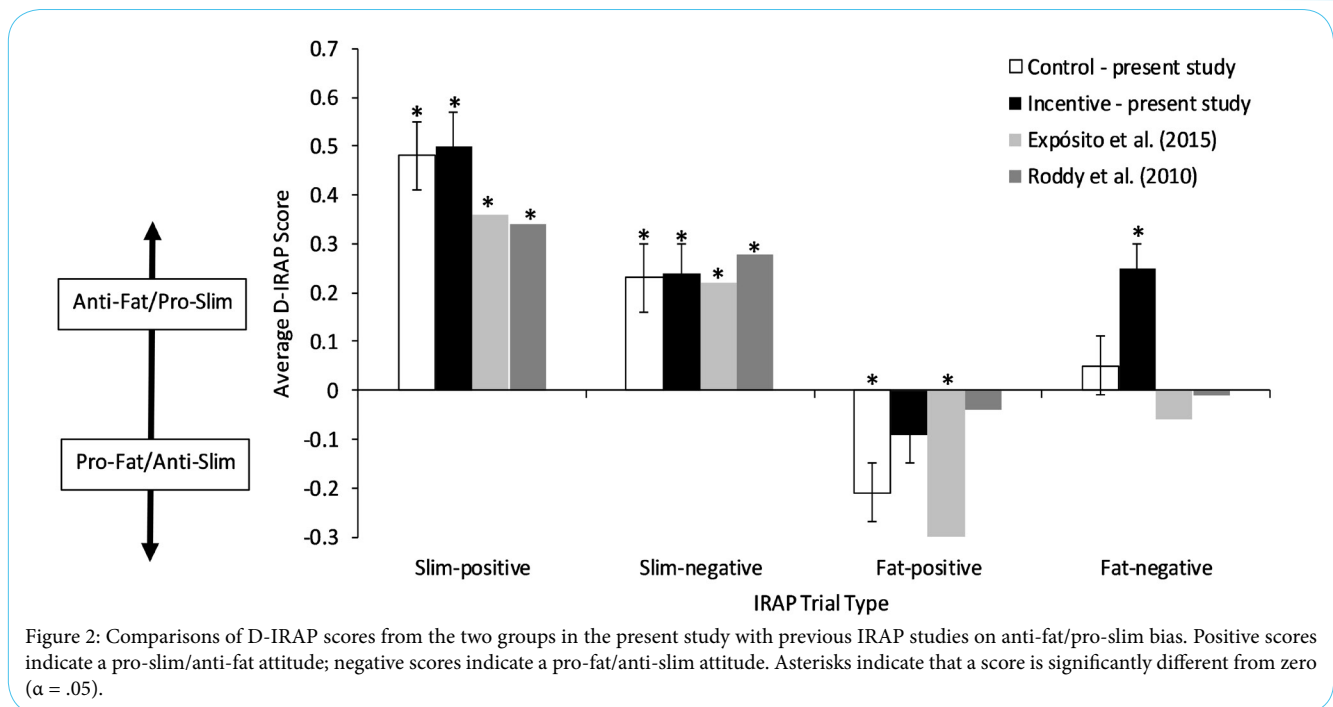 0.7
0.6
0.5
0.4
0.3
0.2
0.1
0
-0.1
-0.2
-0.3
Average D-IRAP Score
Anti-Fat/Pro-Slim
Pro-Fat/Anti-Slim
* * * *
* * * *
* *
*
Control - present study
Incentive - present study
Expósito et al. (2015)
Roddy et al. (2010)
Slim-positive Slim-negative Fat-positive Fat-negative
IRAP Trial Type
Figure 2: Comparisons of D-IRAP scores from the two groups in the present study with previous IRAP studies on anti-fat/pro-slim bias. Positive scores
indicate a pro-slim/anti-fat attitude; negative scores indicate a pro-fat/anti-slim attitude. Asterisks indicate that a score is significantly different from zero
(α = .05).